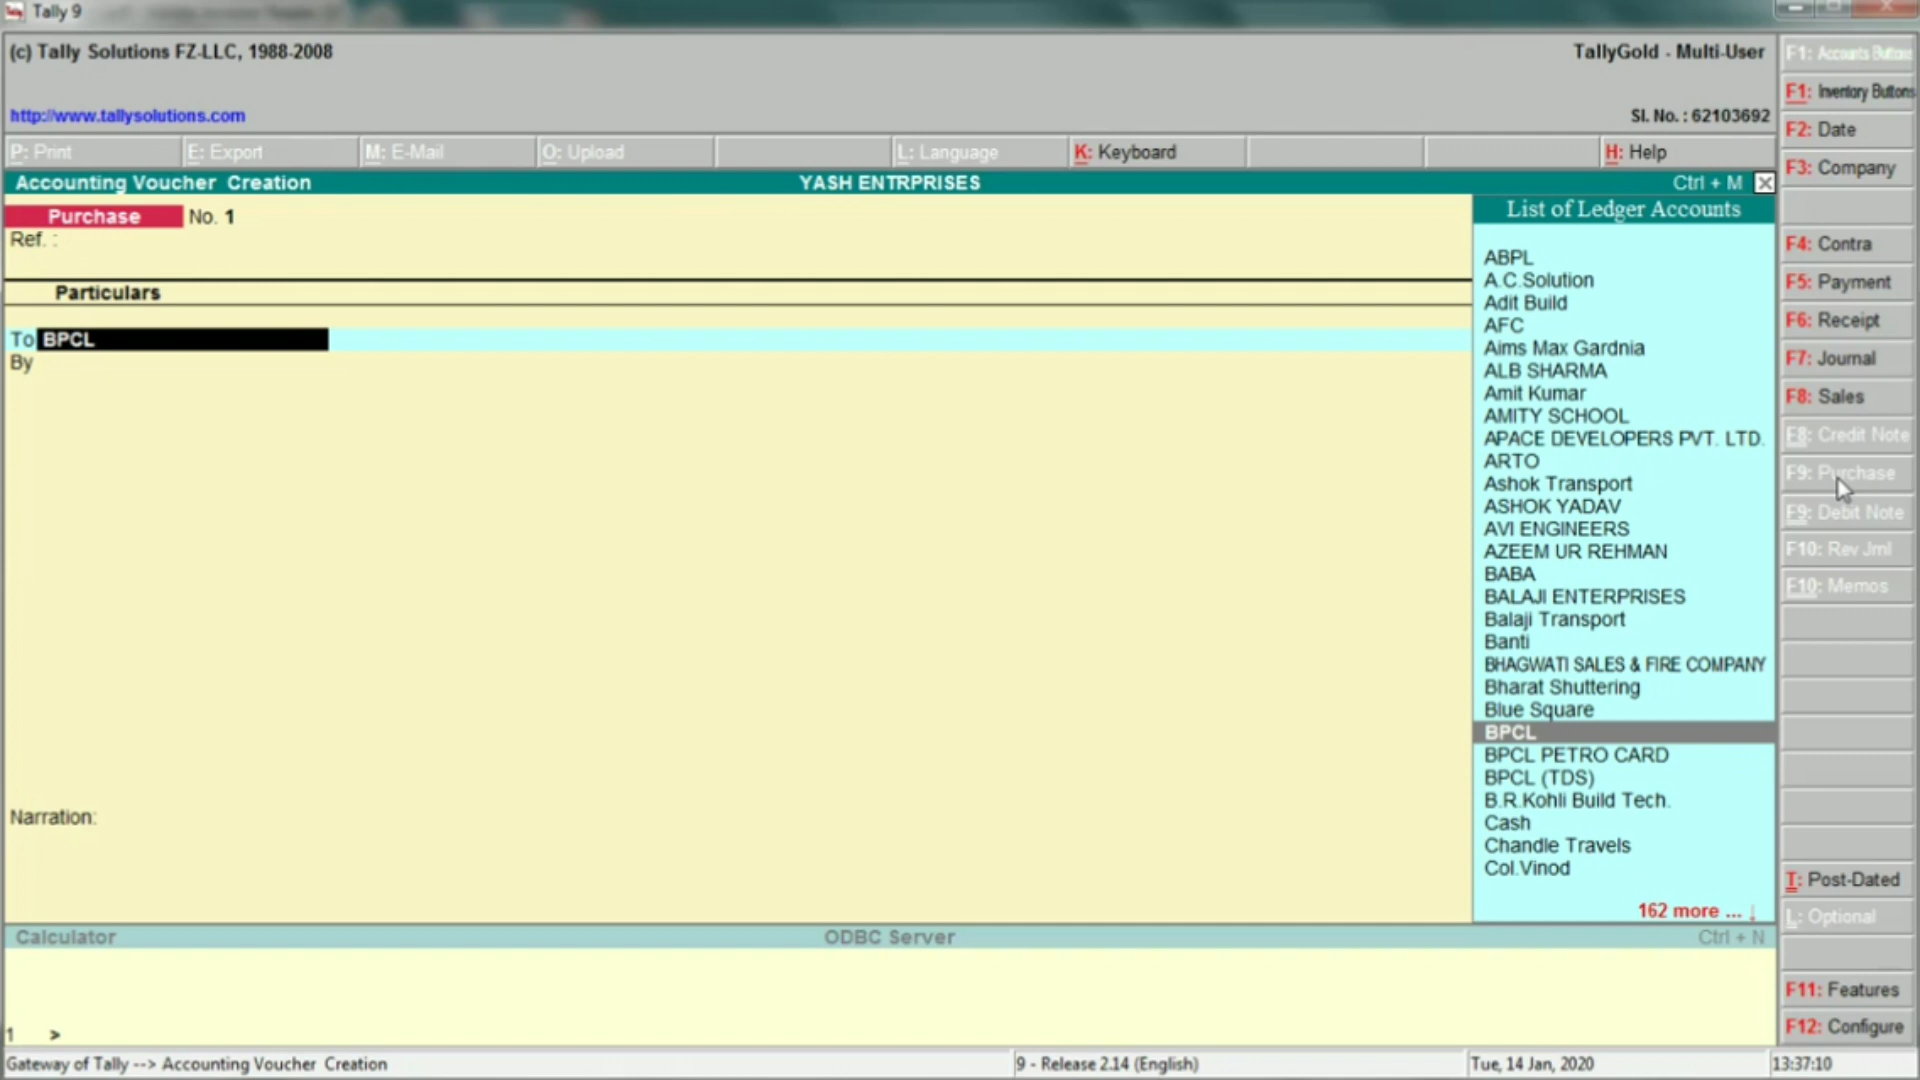 Tally 9
(c) Tally Solutions FZ-LLC, 1988-2008
TallyGold - Multi-User
http://www.tallysolutions.com
Sl. No. : 62103692
P: Print
E: Export
M: E-Mail
O: Upload
L: Language
K: Keyboard
H: Help
Accounting Voucher Creation
YASH ENTRPRISES
Ctrl + M
Purchase No. 1
Ref. :
Particulars
To BPCL
By
Narration:
List of Ledger Accounts
ABPL
A.C.Solution
Adit Build
AFC
Aims Max Gardnia
ALB SHARMA
Amit Kumar
AMITY SCHOOL
APACE DEVELOPERS PVT. LTD.
ARTO
Ashok Transport
ASHOK YADAV
AVI ENGINEERS
AZEEM UR REHMAN
BABA
BALAJI ENTERPRISES
Balaji Transport
Banti
BHAGWATI SALES & FIRE COMPANY
Bharat Shuttering
Blue Square
BPCL
BPCL PETRO CARD
BPCL (TDS)
B.R.Kohli Build Tech.
Cash
Chandle Travels
Col.Vinod
162 more ... ↓
F1: Accounts Buttons
F1: Inventory Buttons
F2: Date
F3: Company
F4: Contra
F5: Payment
F6: Receipt
F7: Journal
F8: Sales
F8: Credit Note
F9: Purchase
F9: Debit Note
F10: Rev Jrnl
F10: Memos
T: Post-Dated
L: Optional
F11: Features
F12: Configure
Calculator
ODBC Server
Ctrl + N
1 >
Gateway of Tally --> Accounting Voucher Creation
9 - Release 2.14 (English)
Tue, 14 Jan, 2020
13:37:10